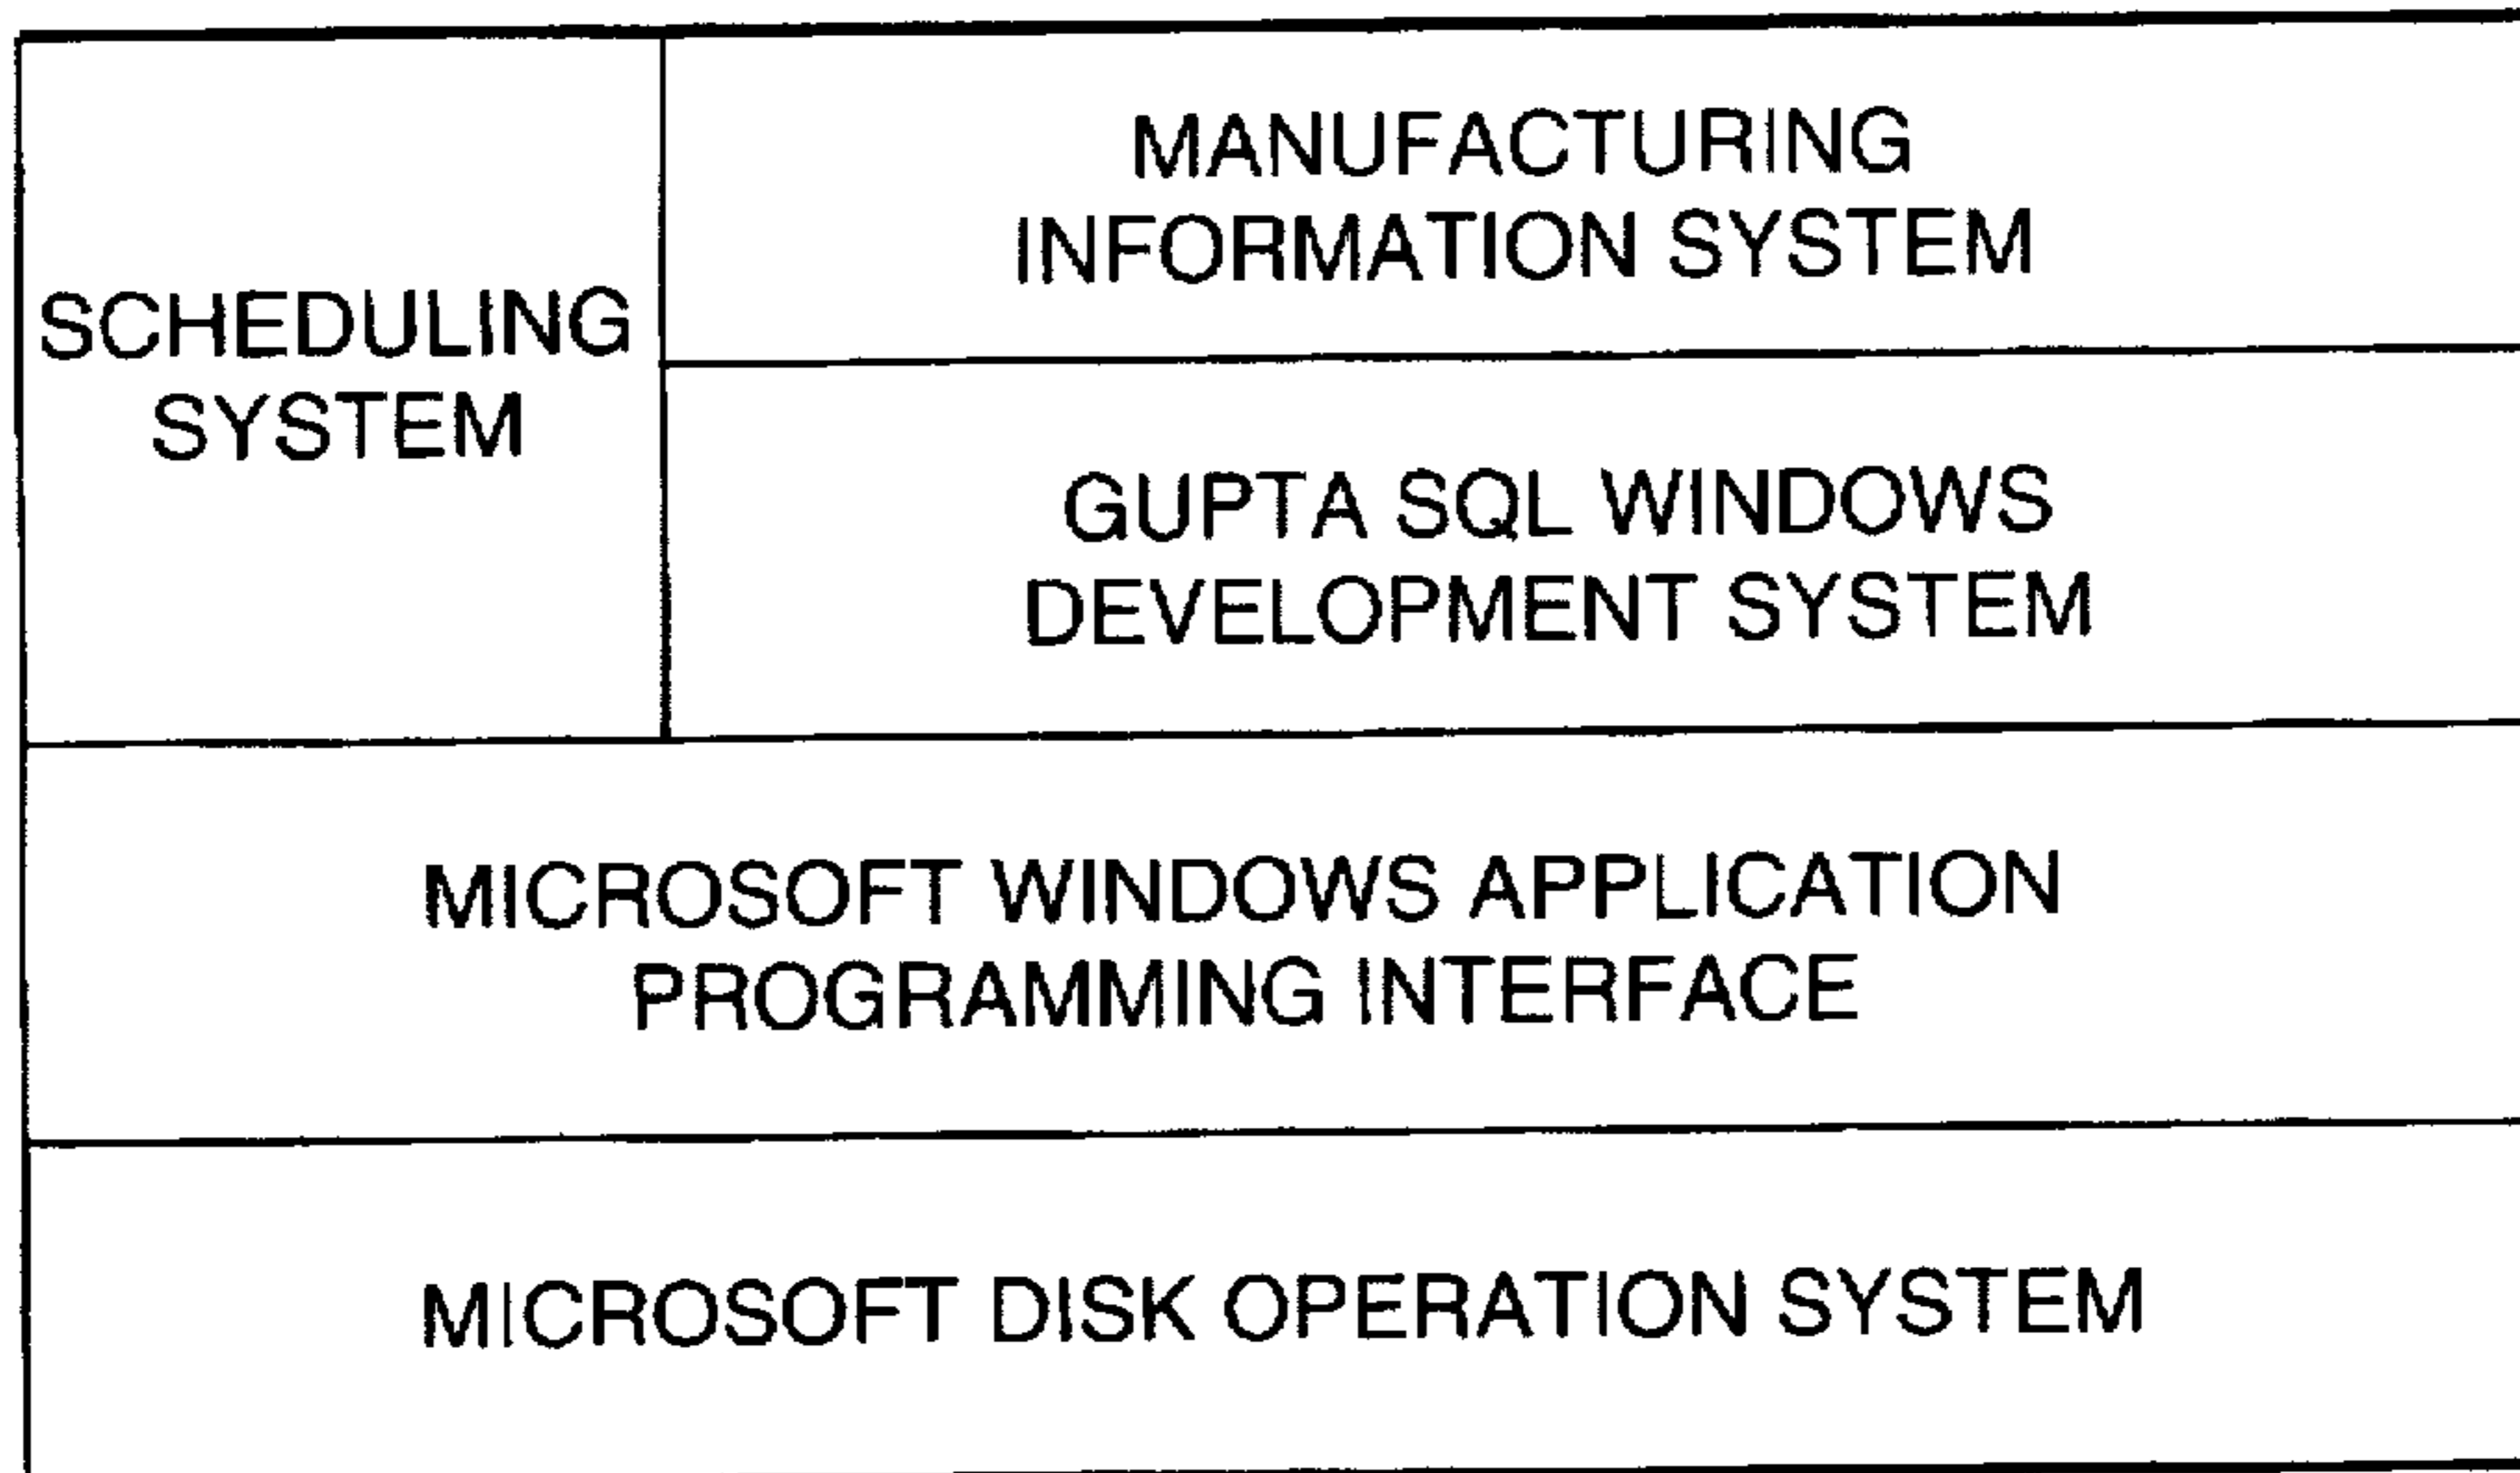 SCHEDULING
SYSTEM
MANUFACTURING
INFORMATION SYSTEM
GUPTA SQL WINDOWS
DEVELOPMENT SYSTEM
MICROSOFT WINDOWS APPLICATION
PROGRAMMING INTERFACE
MICROSOFT DISK OPERATION SYSTEM